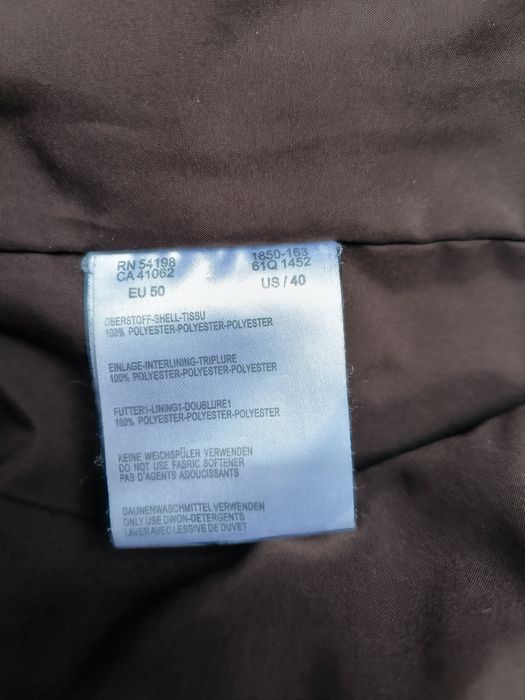 RN 54198 1850-163
CA 41062 61Q 1452
EU 50 US / 40
OBERSTOFF-SHELL-TISSU
100% POLYESTER-POLYESTER-POLYESTER
EINLAGE-INTERLINING-TRIPLURE
100% POLYESTER-POLYESTER-POLYESTER
FUTTER1-LINING1-DOUBLURE1
100% POLYESTER-POLYESTER-POLYESTER
KEINE WEICHSPÜLER VERWENDEN
DO NOT USE FABRIC SOFTENER
PAS D'AGENTS ADOUCISSANTS
DAUNENWASCHMITTEL VERWENDEN
ONLY USE DWON-DETERGENTS
LAVER AVEC LESSIVE DE DUVET